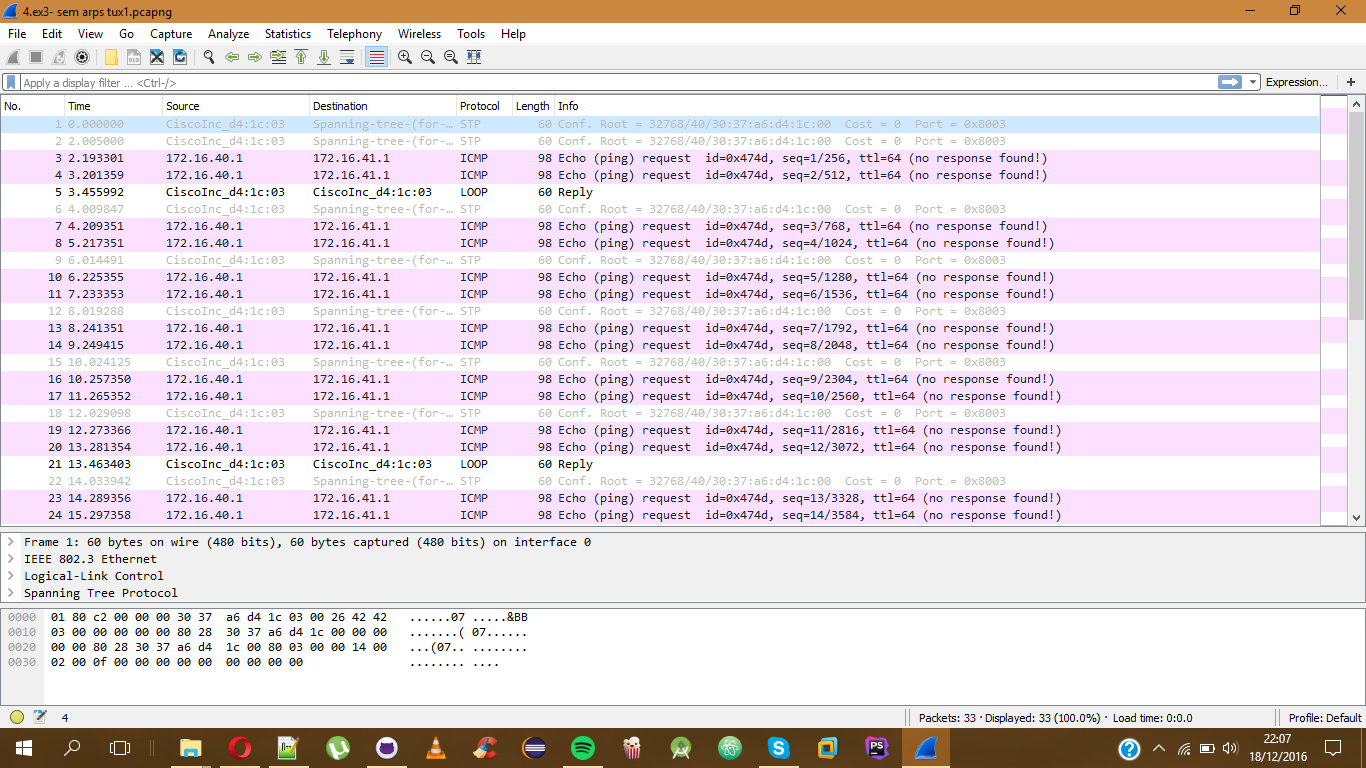 4.ex3- sem arps tux1.pcapng
File Edit View Go Capture Analyze Statistics Telephony Wireless Tools Help
Apply a display filter ... <Ctrl-/> Expression... +
No. Time Source Destination Protocol Length Info
1 0.000000 CiscoInc_d4:1c:03 Spanning-tree-(for-… STP 60 Conf. Root = 32768/40/30:37:a6:d4:1c:00 Cost = 0 Port = 0x8003
2 2.005000 CiscoInc_d4:1c:03 Spanning-tree-(for-… STP 60 Conf. Root = 32768/40/30:37:a6:d4:1c:00 Cost = 0 Port = 0x8003
3 2.193301 172.16.40.1 172.16.41.1 ICMP 98 Echo (ping) request id=0x474d, seq=1/256, ttl=64 (no response found!)
4 3.201359 172.16.40.1 172.16.41.1 ICMP 98 Echo (ping) request id=0x474d, seq=2/512, ttl=64 (no response found!)
5 3.455992 CiscoInc_d4:1c:03 CiscoInc_d4:1c:03 LOOP 60 Reply
6 4.009847 CiscoInc_d4:1c:03 Spanning-tree-(for-… STP 60 Conf. Root = 32768/40/30:37:a6:d4:1c:00 Cost = 0 Port = 0x8003
7 4.209351 172.16.40.1 172.16.41.1 ICMP 98 Echo (ping) request id=0x474d, seq=3/768, ttl=64 (no response found!)
8 5.217351 172.16.40.1 172.16.41.1 ICMP 98 Echo (ping) request id=0x474d, seq=4/1024, ttl=64 (no response found!)
9 6.014491 CiscoInc_d4:1c:03 Spanning-tree-(for-… STP 60 Conf. Root = 32768/40/30:37:a6:d4:1c:00 Cost = 0 Port = 0x8003
10 6.225355 172.16.40.1 172.16.41.1 ICMP 98 Echo (ping) request id=0x474d, seq=5/1280, ttl=64 (no response found!)
11 7.233353 172.16.40.1 172.16.41.1 ICMP 98 Echo (ping) request id=0x474d, seq=6/1536, ttl=64 (no response found!)
12 8.019288 CiscoInc_d4:1c:03 Spanning-tree-(for-… STP 60 Conf. Root = 32768/40/30:37:a6:d4:1c:00 Cost = 0 Port = 0x8003
13 8.241351 172.16.40.1 172.16.41.1 ICMP 98 Echo (ping) request id=0x474d, seq=7/1792, ttl=64 (no response found!)
14 9.249415 172.16.40.1 172.16.41.1 ICMP 98 Echo (ping) request id=0x474d, seq=8/2048, ttl=64 (no response found!)
15 10.024125 CiscoInc_d4:1c:03 Spanning-tree-(for-… STP 60 Conf. Root = 32768/40/30:37:a6:d4:1c:00 Cost = 0 Port = 0x8003
16 10.257350 172.16.40.1 172.16.41.1 ICMP 98 Echo (ping) request id=0x474d, seq=9/2304, ttl=64 (no response found!)
17 11.265352 172.16.40.1 172.16.41.1 ICMP 98 Echo (ping) request id=0x474d, seq=10/2560, ttl=64 (no response found!)
18 12.029098 CiscoInc_d4:1c:03 Spanning-tree-(for-… STP 60 Conf. Root = 32768/40/30:37:a6:d4:1c:00 Cost = 0 Port = 0x8003
19 12.273366 172.16.40.1 172.16.41.1 ICMP 98 Echo (ping) request id=0x474d, seq=11/2816, ttl=64 (no response found!)
20 13.281354 172.16.40.1 172.16.41.1 ICMP 98 Echo (ping) request id=0x474d, seq=12/3072, ttl=64 (no response found!)
21 13.463403 CiscoInc_d4:1c:03 CiscoInc_d4:1c:03 LOOP 60 Reply
22 14.033942 CiscoInc_d4:1c:03 Spanning-tree-(for-… STP 60 Conf. Root = 32768/40/30:37:a6:d4:1c:00 Cost = 0 Port = 0x8003
23 14.289356 172.16.40.1 172.16.41.1 ICMP 98 Echo (ping) request id=0x474d, seq=13/3328, ttl=64 (no response found!)
24 15.297358 172.16.40.1 172.16.41.1 ICMP 98 Echo (ping) request id=0x474d, seq=14/3584, ttl=64 (no response found!)
Frame 1: 60 bytes on wire (480 bits), 60 bytes captured (480 bits) on interface 0
IEEE 802.3 Ethernet
Logical-Link Control
Spanning Tree Protocol
0000 01 80 c2 00 00 00 30 37 a6 d4 1c 03 00 26 42 42 ......07 .....&BB
0010 03 00 00 00 00 00 80 28 30 37 a6 d4 1c 00 00 00 .......( 07......
0020 00 00 80 28 30 37 a6 d4 1c 00 80 03 00 00 14 00 ...(07.. ........
0030 02 00 0f 00 00 00 00 00 00 00 00 00 ........ ....
4 Packets: 33 · Displayed: 33 (100.0%) · Load time: 0:0.0 Profile: Default
22:07
18/12/2016